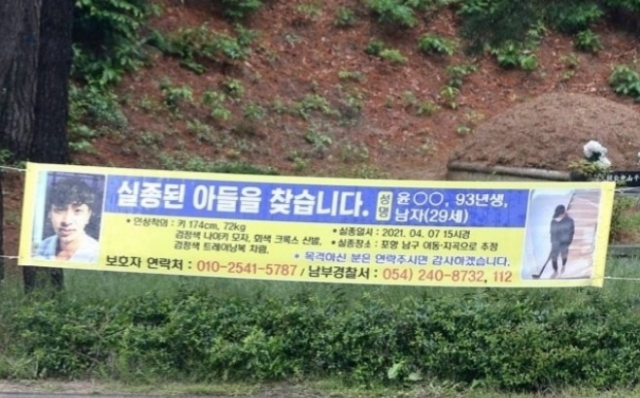 실종된 아들을 찾습니다.
성명 윤○○, 93년생,
남자(29세)
* 인상착의 : 키 174cm, 72kg
검정색 나이키 모자, 회색 크록스 신발,
검정색 트레이닝복 차림.
* 실종일시 : 2021. 04. 07 15시경
* 실종장소 : 포항 남구 이동·지곡으로 추정
* 목격하신 분은 연락주시면 감사하겠습니다.
보호자 연락처 : 010-2541-5787 / 남부경찰서 : 054) 240-8732, 112